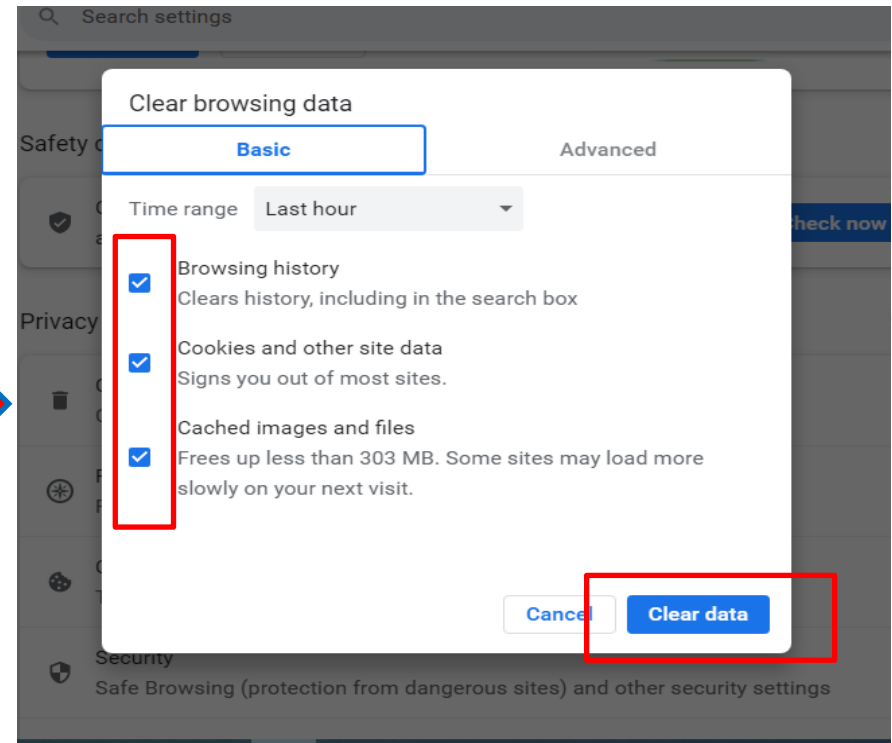 Search settings
Clear browsing data
Safety
Basic
Advanced
Time range
Last hour
heck now
Browsing history
Clears history, including in the search box
Privacy
Cookies and other site data
Signs you out of most sites.
Cached images and files
Frees up less than 303 MB. Some sites may load more
slowly on your next visit.
Cancel
Clear data
Security
Safe Browsing (protection from dangerous sites) and other security settings